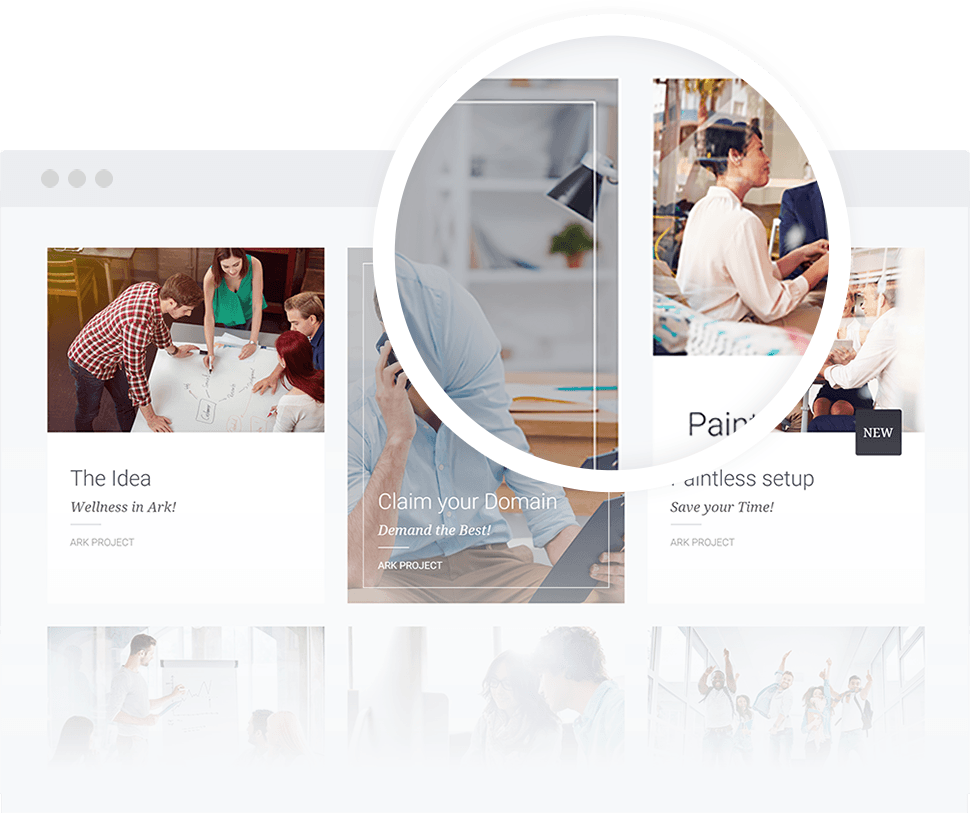 The Idea
Wellness in Ark!
ARK PROJECT
Claim your Domain
Demand the Best!
ARK PROJECT
NEW
Paintless setup
Save your Time!
ARK PROJECT